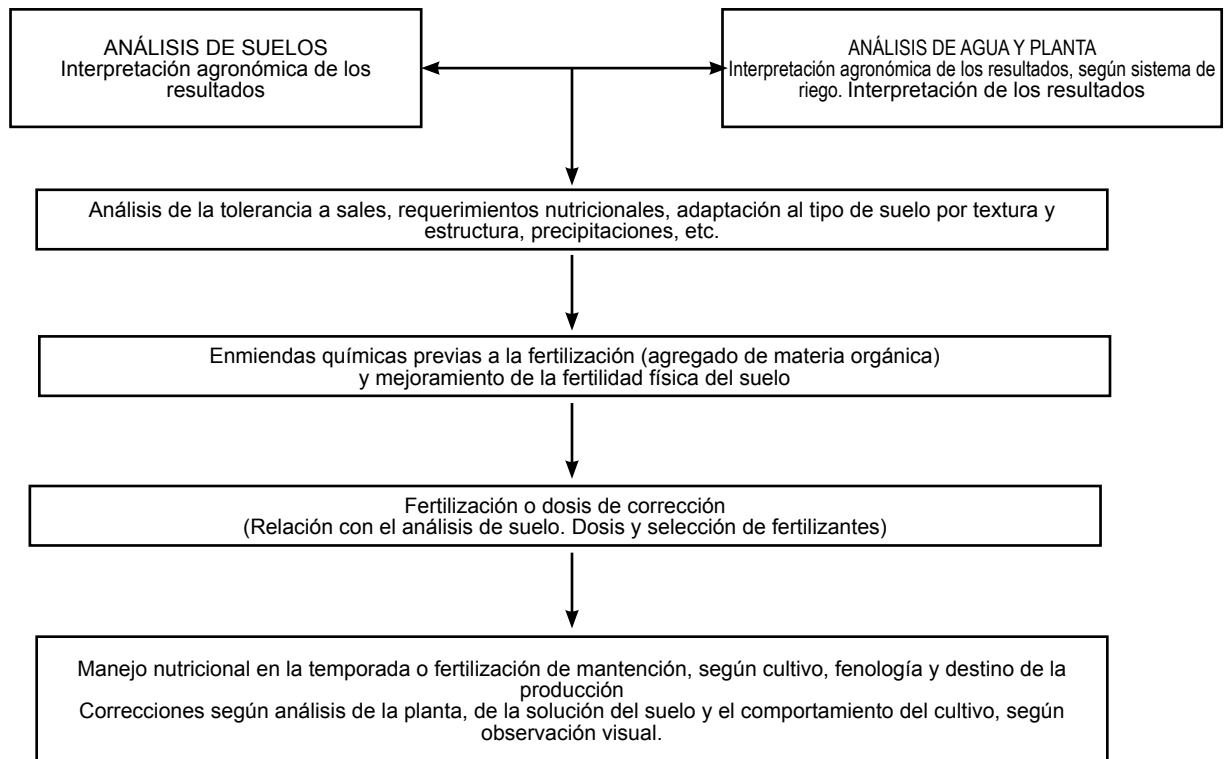 ANÁLISIS DE SUELOS
Interpretación agronómica de los
resultados
ANÁLISIS DE AGUA Y PLANTA
Interpretación agronómica de los resultados, según sistema de
riego. Interpretación de los resultados
Análisis de la tolerancia a sales, requerimientos nutricionales, adaptación al tipo de suelo por textura y
estructura, precipitaciones, etc.
Enmiendas químicas previas a la fertilización (agregado de materia orgánica)
y mejoramiento de la fertilidad física del suelo
Fertilización o dosis de corrección
(Relación con el análisis de suelo. Dosis y selección de fertilizantes)
Manejo nutricional en la temporada o fertilización de mantención, según cultivo, fenología y destino de la
producción
Correcciones según análisis de la planta, de la solución del suelo y el comportamiento del cultivo, según
observación visual.